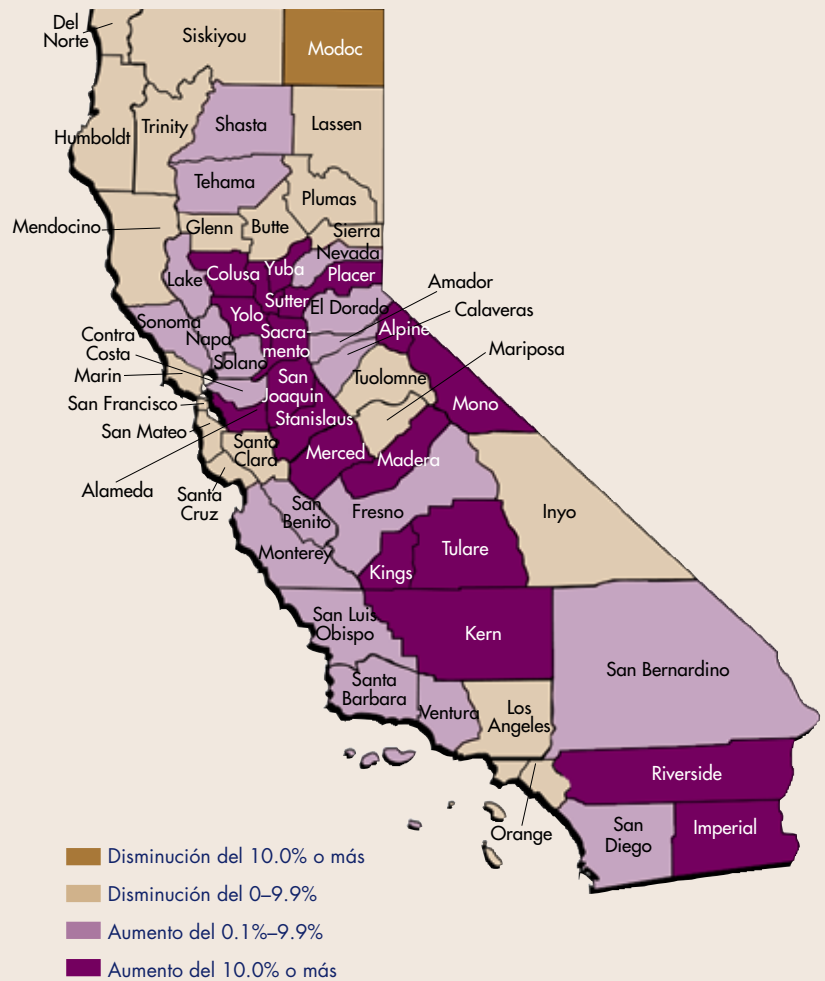 Del
Norte
Siskiyou
Modoc
Humboldt
Trinity
Shasta
Lassen
Tehama
Plumas
Mendocino
Glenn
Butte
Sierra
Nevada
Lake
Colusa
Yuba
Placer
Sutter
El Dorado
Amador
Calaveras
Yolo
Sonoma
Napa
Sacra-
mento
Alpine
Contra
Costa
Solano
Mariposa
Marin
San
Joaquin
Tuolomne
San Francisco
Mono
Stanislaus
San Mateo
Santa
Clara
Merced
Madera
Alameda
Santa
Cruz
San
Benito
Fresno
Inyo
Monterey
Kings
Tulare
San Luis
Obispo
Kern
San Bernardino
Santa
Barbara
Ventura
Los
Angeles
Riverside
Orange
San
Diego
Imperial
Disminución del 10.0% o más
Disminución del 0–9.9%
Aumento del 0.1%–9.9%
Aumento del 10.0% o más